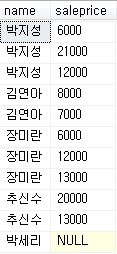 name saleprice
박지성 6000
박지성 21000
박지성 12000
김연아 8000
김연아 7000
장미란 6000
장미란 12000
장미란 13000
추신수 20000
추신수 13000
박세리 NULL